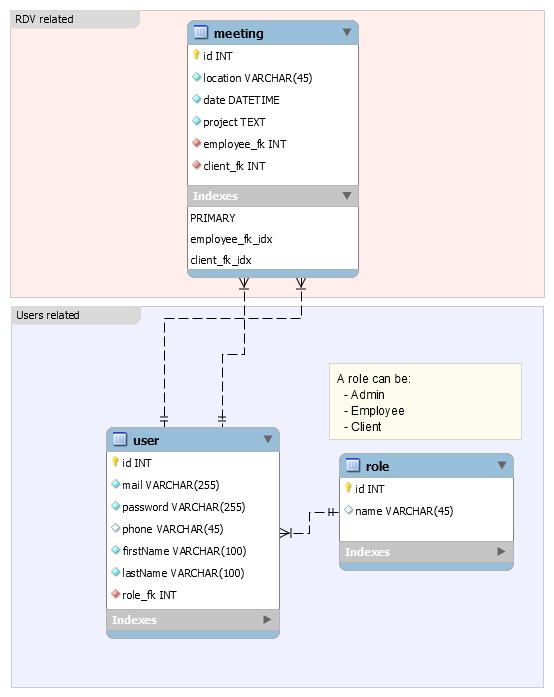 RDV related
meeting
id INT
location VARCHAR(45)
date DATETIME
project TEXT
employee_fk INT
client_fk INT
Indexes
PRIMARY
employee_fk_idx
client_fk_idx
Users related
A role can be:
- Admin
- Employee
- Client
user
id INT
mail VARCHAR(255)
password VARCHAR(255)
phone VARCHAR(45)
firstName VARCHAR(100)
lastName VARCHAR(100)
role_fk INT
Indexes
role
id INT
name VARCHAR(45)
Indexes